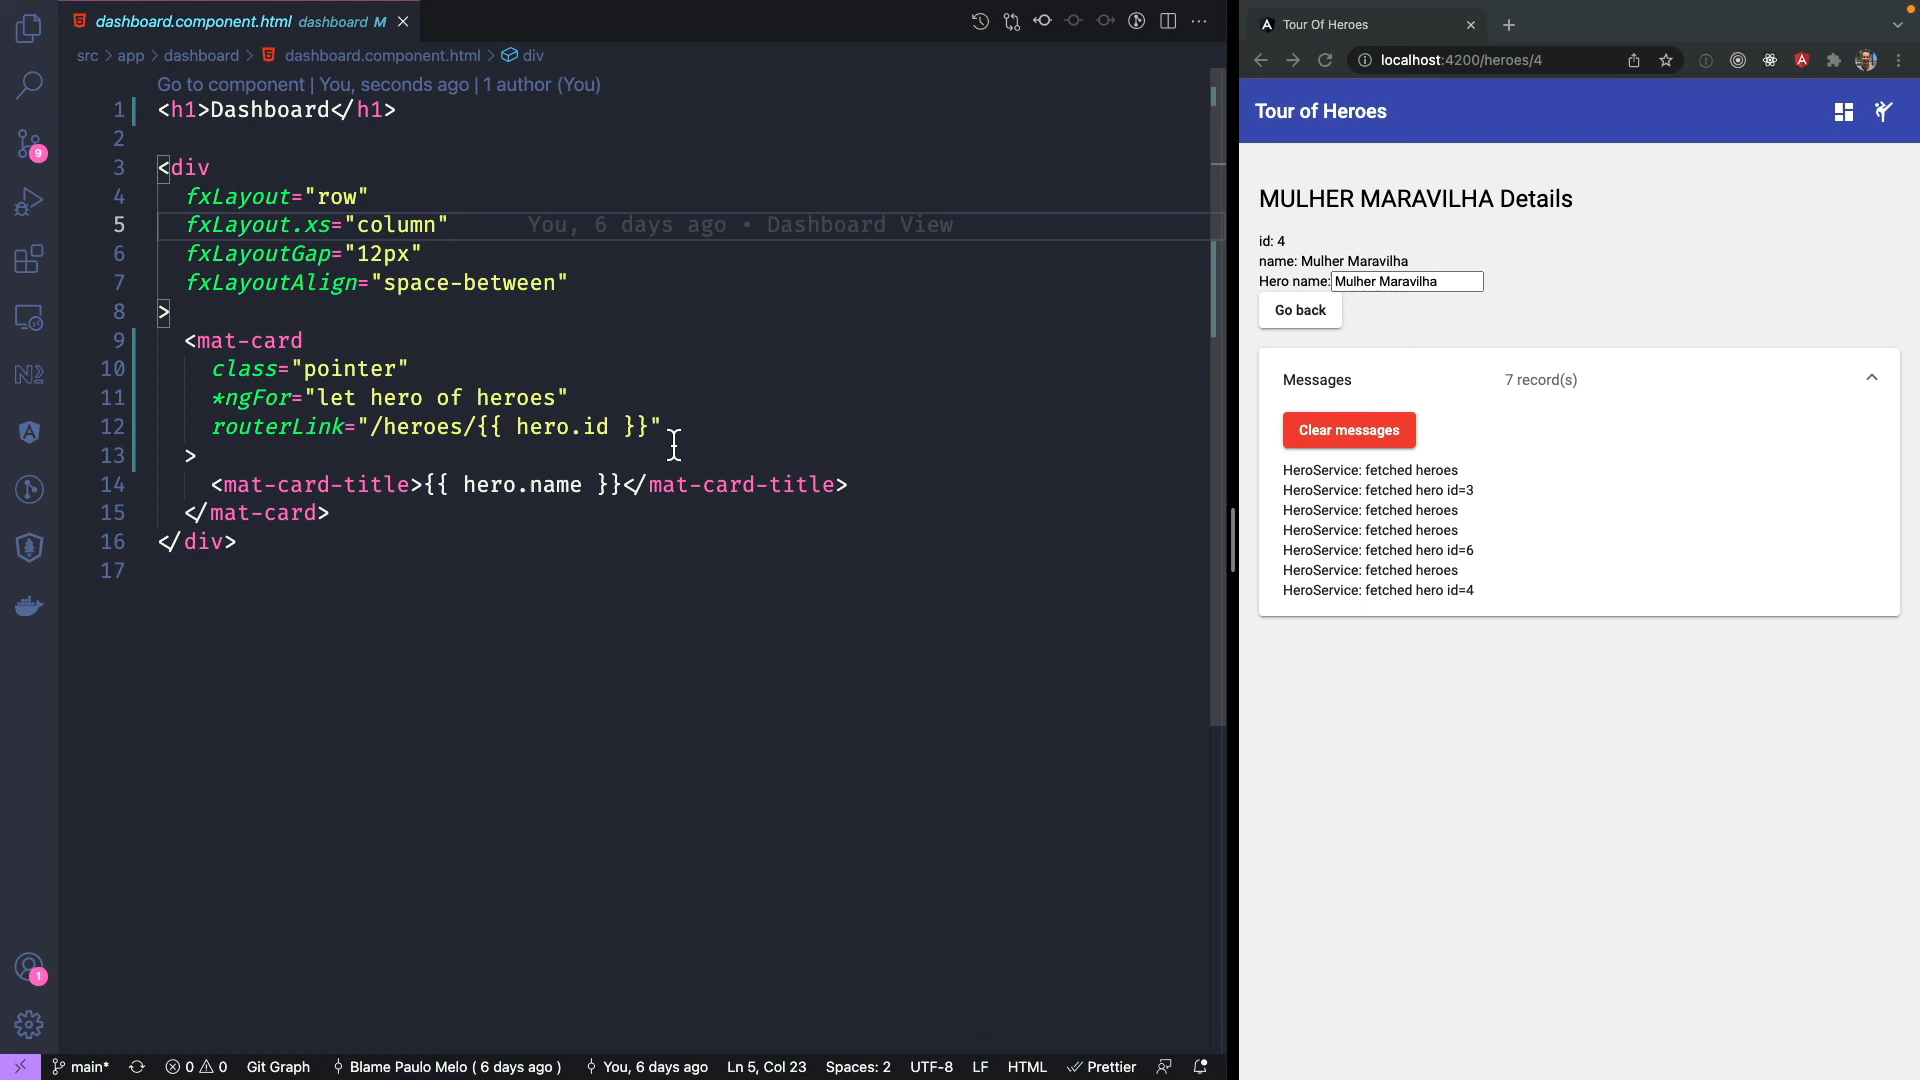 dashboard.component.html dashboard M
src > app > dashboard > dashboard.component.html > div
Go to component | You, seconds ago | 1 author (You)
1 <h1>Dashboard</h1>
2
3 <div
4 fxLayout="row"
5 fxLayout.xs="column" You, 6 days ago • Dashboard View
6 fxLayoutGap="12px"
7 fxLayoutAlign="space-between"
8 >
9 <mat-card
10 class="pointer"
11 *ngFor="let hero of heroes"
12 routerLink="/heroes/{{ hero.id }}"
13 >
14 <mat-card-title>{{ hero.name }}</mat-card-title>
15 </mat-card>
16 </div>
17
9
1
main* 0 0 Git Graph Blame Paulo Melo ( 6 days ago ) You, 6 days ago Ln 5, Col 23 Spaces: 2 UTF-8 LF HTML Prettier
Tour Of Heroes
localhost:4200/heroes/4
Tour of Heroes
MULHER MARAVILHA Details
id: 4
name: Mulher Maravilha
Hero name: Mulher Maravilha
Go back
Messages 7 record(s)
Clear messages
HeroService: fetched heroes
HeroService: fetched hero id=3
HeroService: fetched heroes
HeroService: fetched heroes
HeroService: fetched hero id=6
HeroService: fetched heroes
HeroService: fetched hero id=4